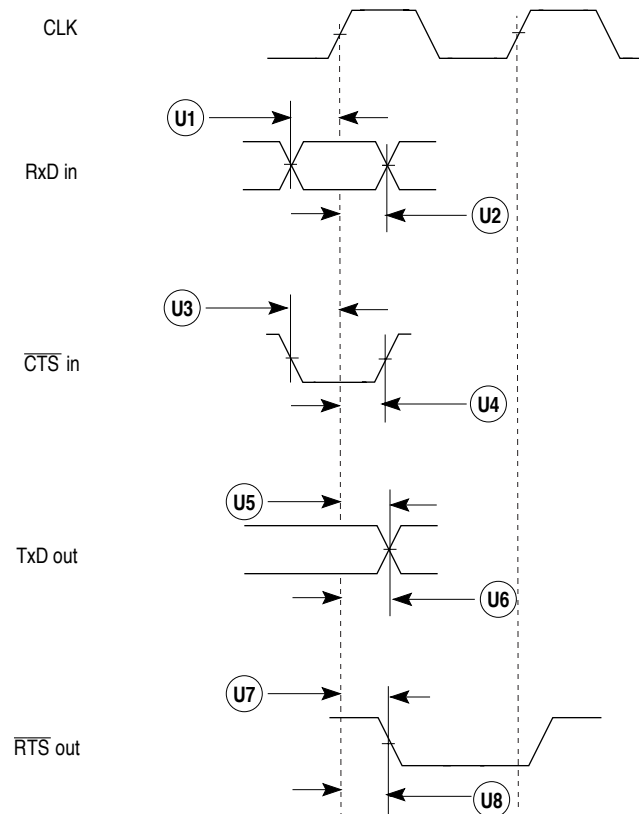 CLK
U1
RxD in
U2
U3
CTS in
U4
U5
TxD out
U6
U7
RTS out
U8